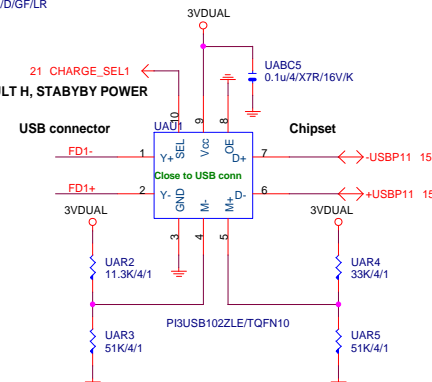 /D/GF/LR
3VDUAL
21 CHARGE_SEL1
UABC5
0.1u/4/X7R/16V/K
LT H, STABYBY POWER
USB connector
Chipset
10
9
8
SEL
Vcc
OE
FD1-
1
Y+
D+
7
-USBP11 15
Close to USB conn
FD1+
2
Y-
D-
6
+USBP11 15
GND
M-
M+
3
4
5
3VDUAL
3VDUAL
UAR2
11.3K/4/1
UAR4
33K/4/1
PI3USB102ZLE/TQFN10
UAR3
51K/4/1
UAR5
51K/4/1